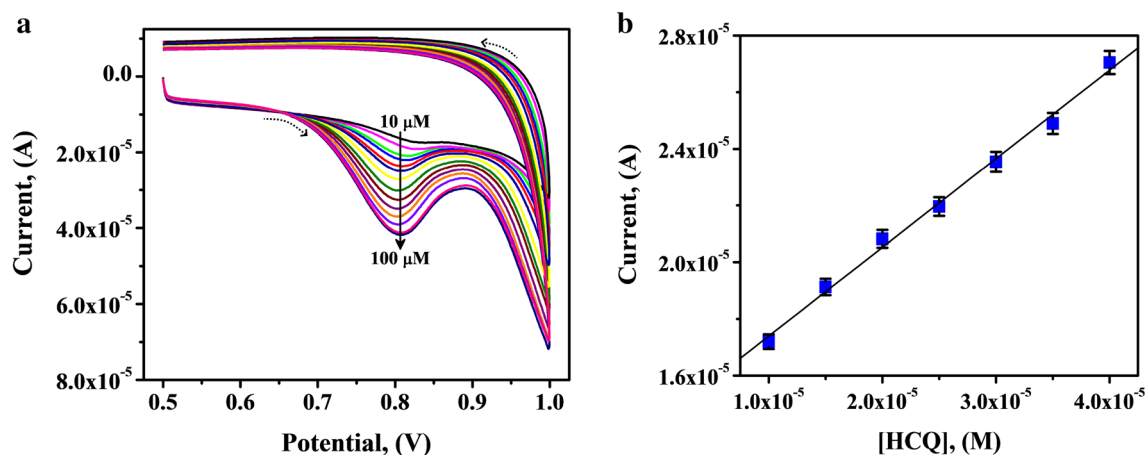 a
0.0
2.0x10⁻⁵
4.0x10⁻⁵
6.0x10⁻⁵
8.0x10⁻⁵
Current, (A)
10 µM
100 µM
0.5 0.6 0.7 0.8 0.9 1.0
Potential, (V)
b
2.8x10⁻⁵
2.4x10⁻⁵
2.0x10⁻⁵
1.6x10⁻⁵
Current, (A)
1.0x10⁻⁵ 2.0x10⁻⁵ 3.0x10⁻⁵ 4.0x10⁻⁵
[HCQ], (M)